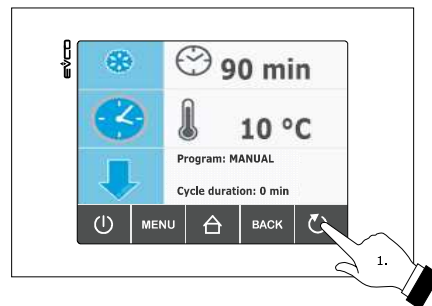 EVCO
90 min
10 °C
Program: MANUAL
Cycle duration: 0 min
MENU
BACK
1.